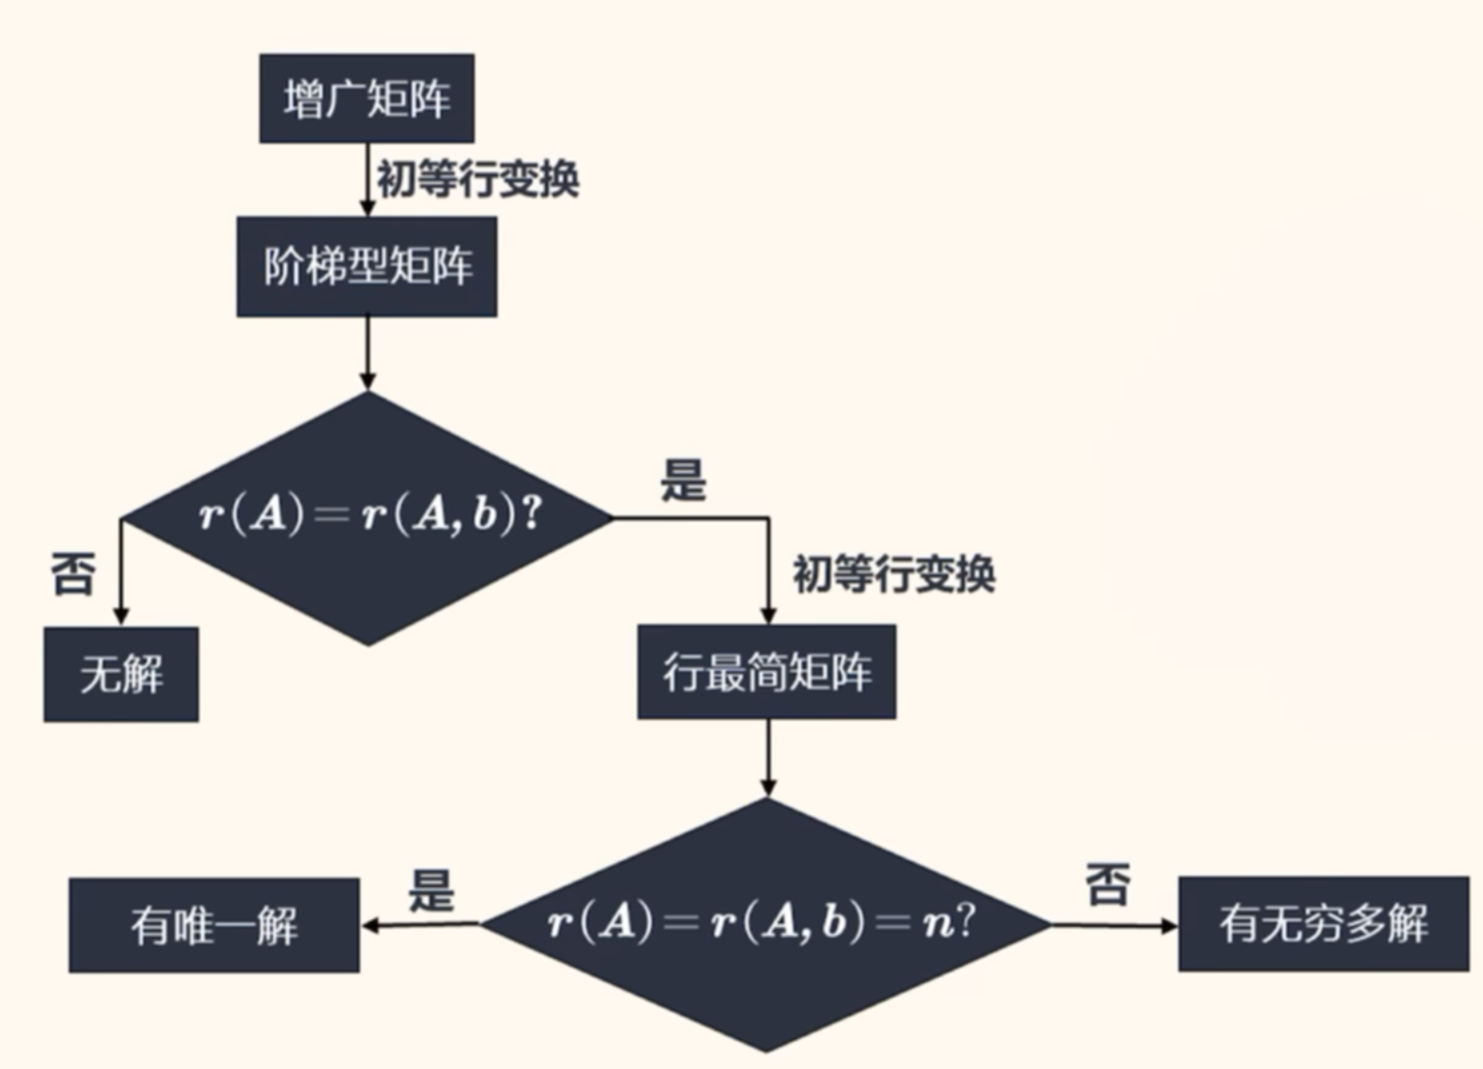 增广矩阵
初等行变换
阶梯型矩阵
r(A)=r(A,b)?
是
否
初等行变换
无解
行最简矩阵
是
否
有唯一解
r(A)=r(A,b)=n?
有无穷多解